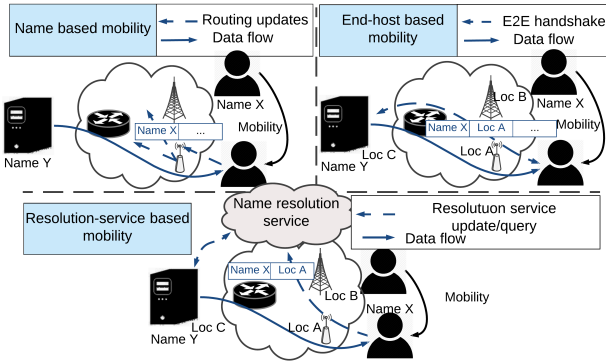 Name based mobility
Routing updates
Data flow
Name X
Name X ...
Mobility
Name Y
End-host based
mobility
E2E handshake
Data flow
Loc B
Name X
Name X Loc A ...
Mobility
Loc A
Name Y Loc C
Resolution-service based
mobility
Name resolution
service
Resolutuon service
update/query
Data flow
Name X Loc A
Loc B
Name X
Mobility
Loc A
Name Y Loc C